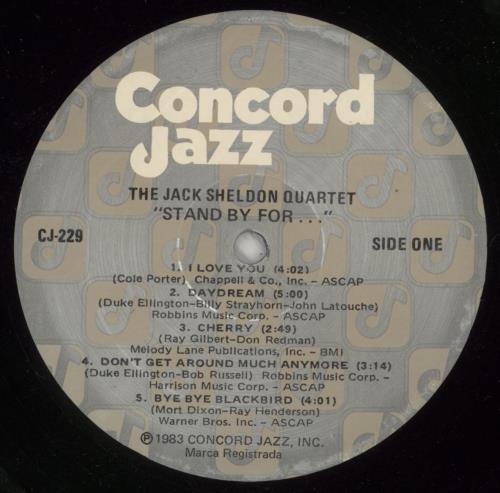 Concord
Jazz
THE JACK SHELDON QUARTET
"STAND BY FOR . . ."
CJ-229
SIDE ONE
1. I LOVE YOU (4:02)
(Cole Porter) Chappell & Co., Inc. – ASCAP
2. DAYDREAM (5:00)
(Duke Ellington–Billy Strayhorn–John Latouche)
Robbins Music Corp. – ASCAP
3. CHERRY (2:49)
(Ray Gilbert–Don Redman)
Melody Lane Publications, Inc. – BMI
4. DON'T GET AROUND MUCH ANYMORE (3:14)
(Duke Ellington–Bob Russell) Robbins Music Corp. –
Harrison Music Corp. – ASCAP
5. BYE BYE BLACKBIRD (4:01)
(Mort Dixon–Ray Henderson)
Warner Bros. Inc. – ASCAP
℗ 1983 CONCORD JAZZ, INC.
Marca Registrada